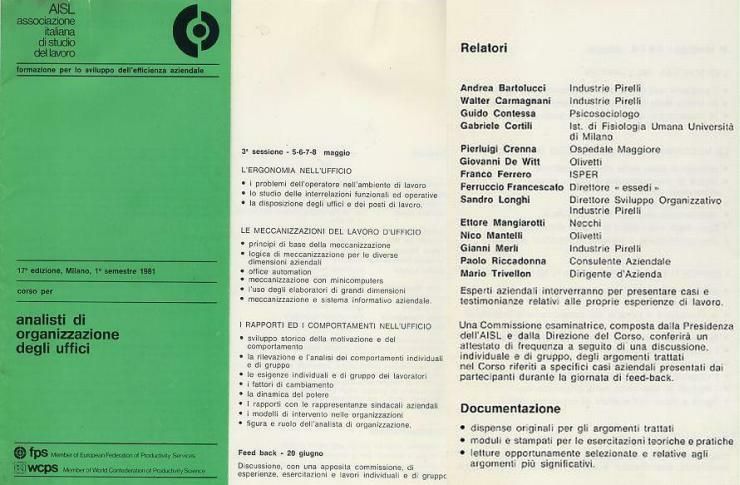 AISL
associazione
italiana
di studio
del lavoro
formazione per lo sviluppo dell'efficienza aziendale
17ª edizione, Milano, 1° semestre 1981
corso per
analisti di
organizzazione
degli uffici
fps Member of European Federation of Productivity Services
wcps Member of World Confederation of Productivity Science
3ª sessione - 5-6-7-8 maggio
L'ERGONOMIA NELL'UFFICIO
• i problemi dell'operatore nell'ambiente di lavoro
• lo studio delle interrelazioni funzionali ed operative
• la disposizione degli uffici e dei posti di lavoro.
LE MECCANIZZAZIONI DEL LAVORO D'UFFICIO
• principi di base della meccanizzazione
• logica di meccanizzazione per le diverse
dimensioni aziendali
• office automation
• meccanizzazione con minicomputers
• l'uso degli elaboratori di grandi dimensioni
• meccanizzazione e sistema informativo aziendale.
I RAPPORTI ED I COMPORTAMENTI NELL'UFFICIO
• sviluppo storico della motivazione e del
comportamento
• la rilevazione e l'analisi dei comportamenti individuali
e di gruppo
• le esigenze individuali e di gruppo dei lavoratori
• i fattori di cambiamento
• la dinamica del potere
• I rapporti con le rappresentanze sindacali aziendali
• i modelli di intervento nelle organizzazioni
• figura e ruolo dell'analista di organizzazione.
Feed back - 20 giugno
Discussione, con una apposita commissione, di
esperienze, esercitazioni e lavori individuali e di gruppo
Relatori
Andrea Bartolucci Industrie Pirelli
Walter Carmagnani Industrie Pirelli
Guido Contessa Psicosociologo
Gabriele Cortili Ist. di Fisiologia Umana Università
di Milano
Pierluigi Crenna Ospedale Maggiore
Giovanni De Witt Olivetti
Franco Ferrero ISPER
Ferruccio Francescato Direttore « essedi »
Sandro Longhi Direttore Sviluppo Organizzativo
Industrie Pirelli
Ettore Mangiarotti Necchi
Nico Mantelli Olivetti
Gianni Merli Industrie Pirelli
Paolo Riccadonna Consulente Aziendale
Mario Trivellon Dirigente d'Azienda
Esperti aziendali interverranno per presentare casi e
testimonianze relativi alle proprie esperienze di lavoro.
Una Commissione esaminatrice, composta dalla Presidenza
dell'AISL e dalla Direzione del Corso, conferirà un
attestato di frequenza a seguito di una discussione,
individuale e di gruppo, degli argomenti trattati
nel Corso riferiti a specifici casi aziendali presentati dai
partecipanti durante la giornata di feed-back.
Documentazione
• dispense originali per gli argomenti trattati
• moduli e stampati per le esercitazioni teoriche e pratiche
• letture opportunamente selezionate e relative agli
argomenti più significativi.